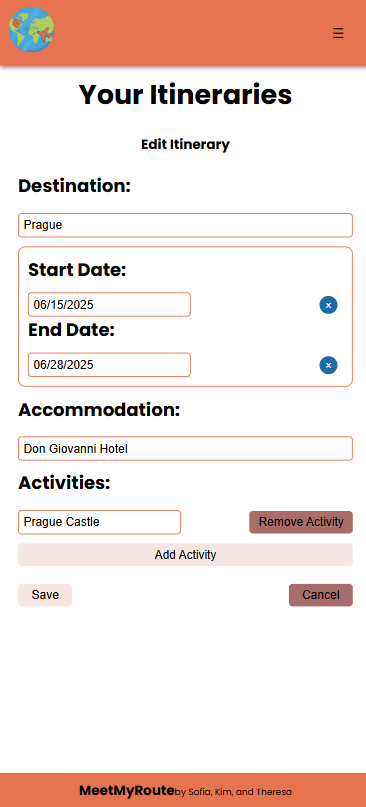 ☰
Your Itineraries
Edit Itinerary
Destination:
Prague
Start Date:
06/15/2025 x
End Date:
06/28/2025 x
Accommodation:
Don Giovanni Hotel
Activities:
Prague Castle Remove Activity
Add Activity
Save Cancel
MeetMyRoute by Sofia, Kim, and Theresa